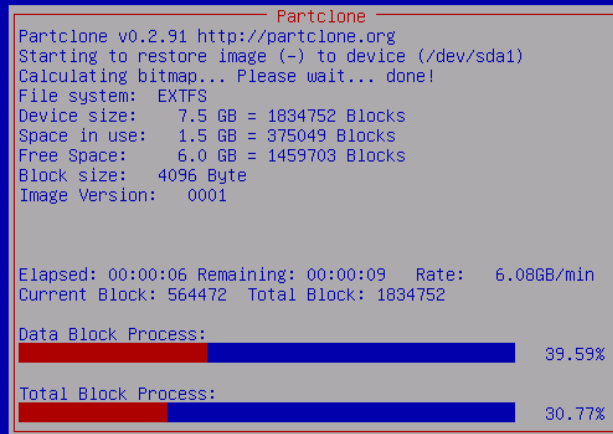 Partclone
Partclone v0.2.91 http://partclone.org
Starting to restore image (-) to device (/dev/sda1)
Calculating bitmap... Please wait... done!
File system:  EXTFS
Device size:    7.5 GB = 1834752 Blocks
Space in use:   1.5 GB = 375049 Blocks
Free Space:     6.0 GB = 1459703 Blocks
Block size:   4096 Byte
Image Version:   0001
Elapsed: 00:00:06 Remaining: 00:00:09   Rate:   6.08GB/min
Current Block: 564472  Total Block: 1834752
Data Block Process:
39.59%
Total Block Process:
30.77%